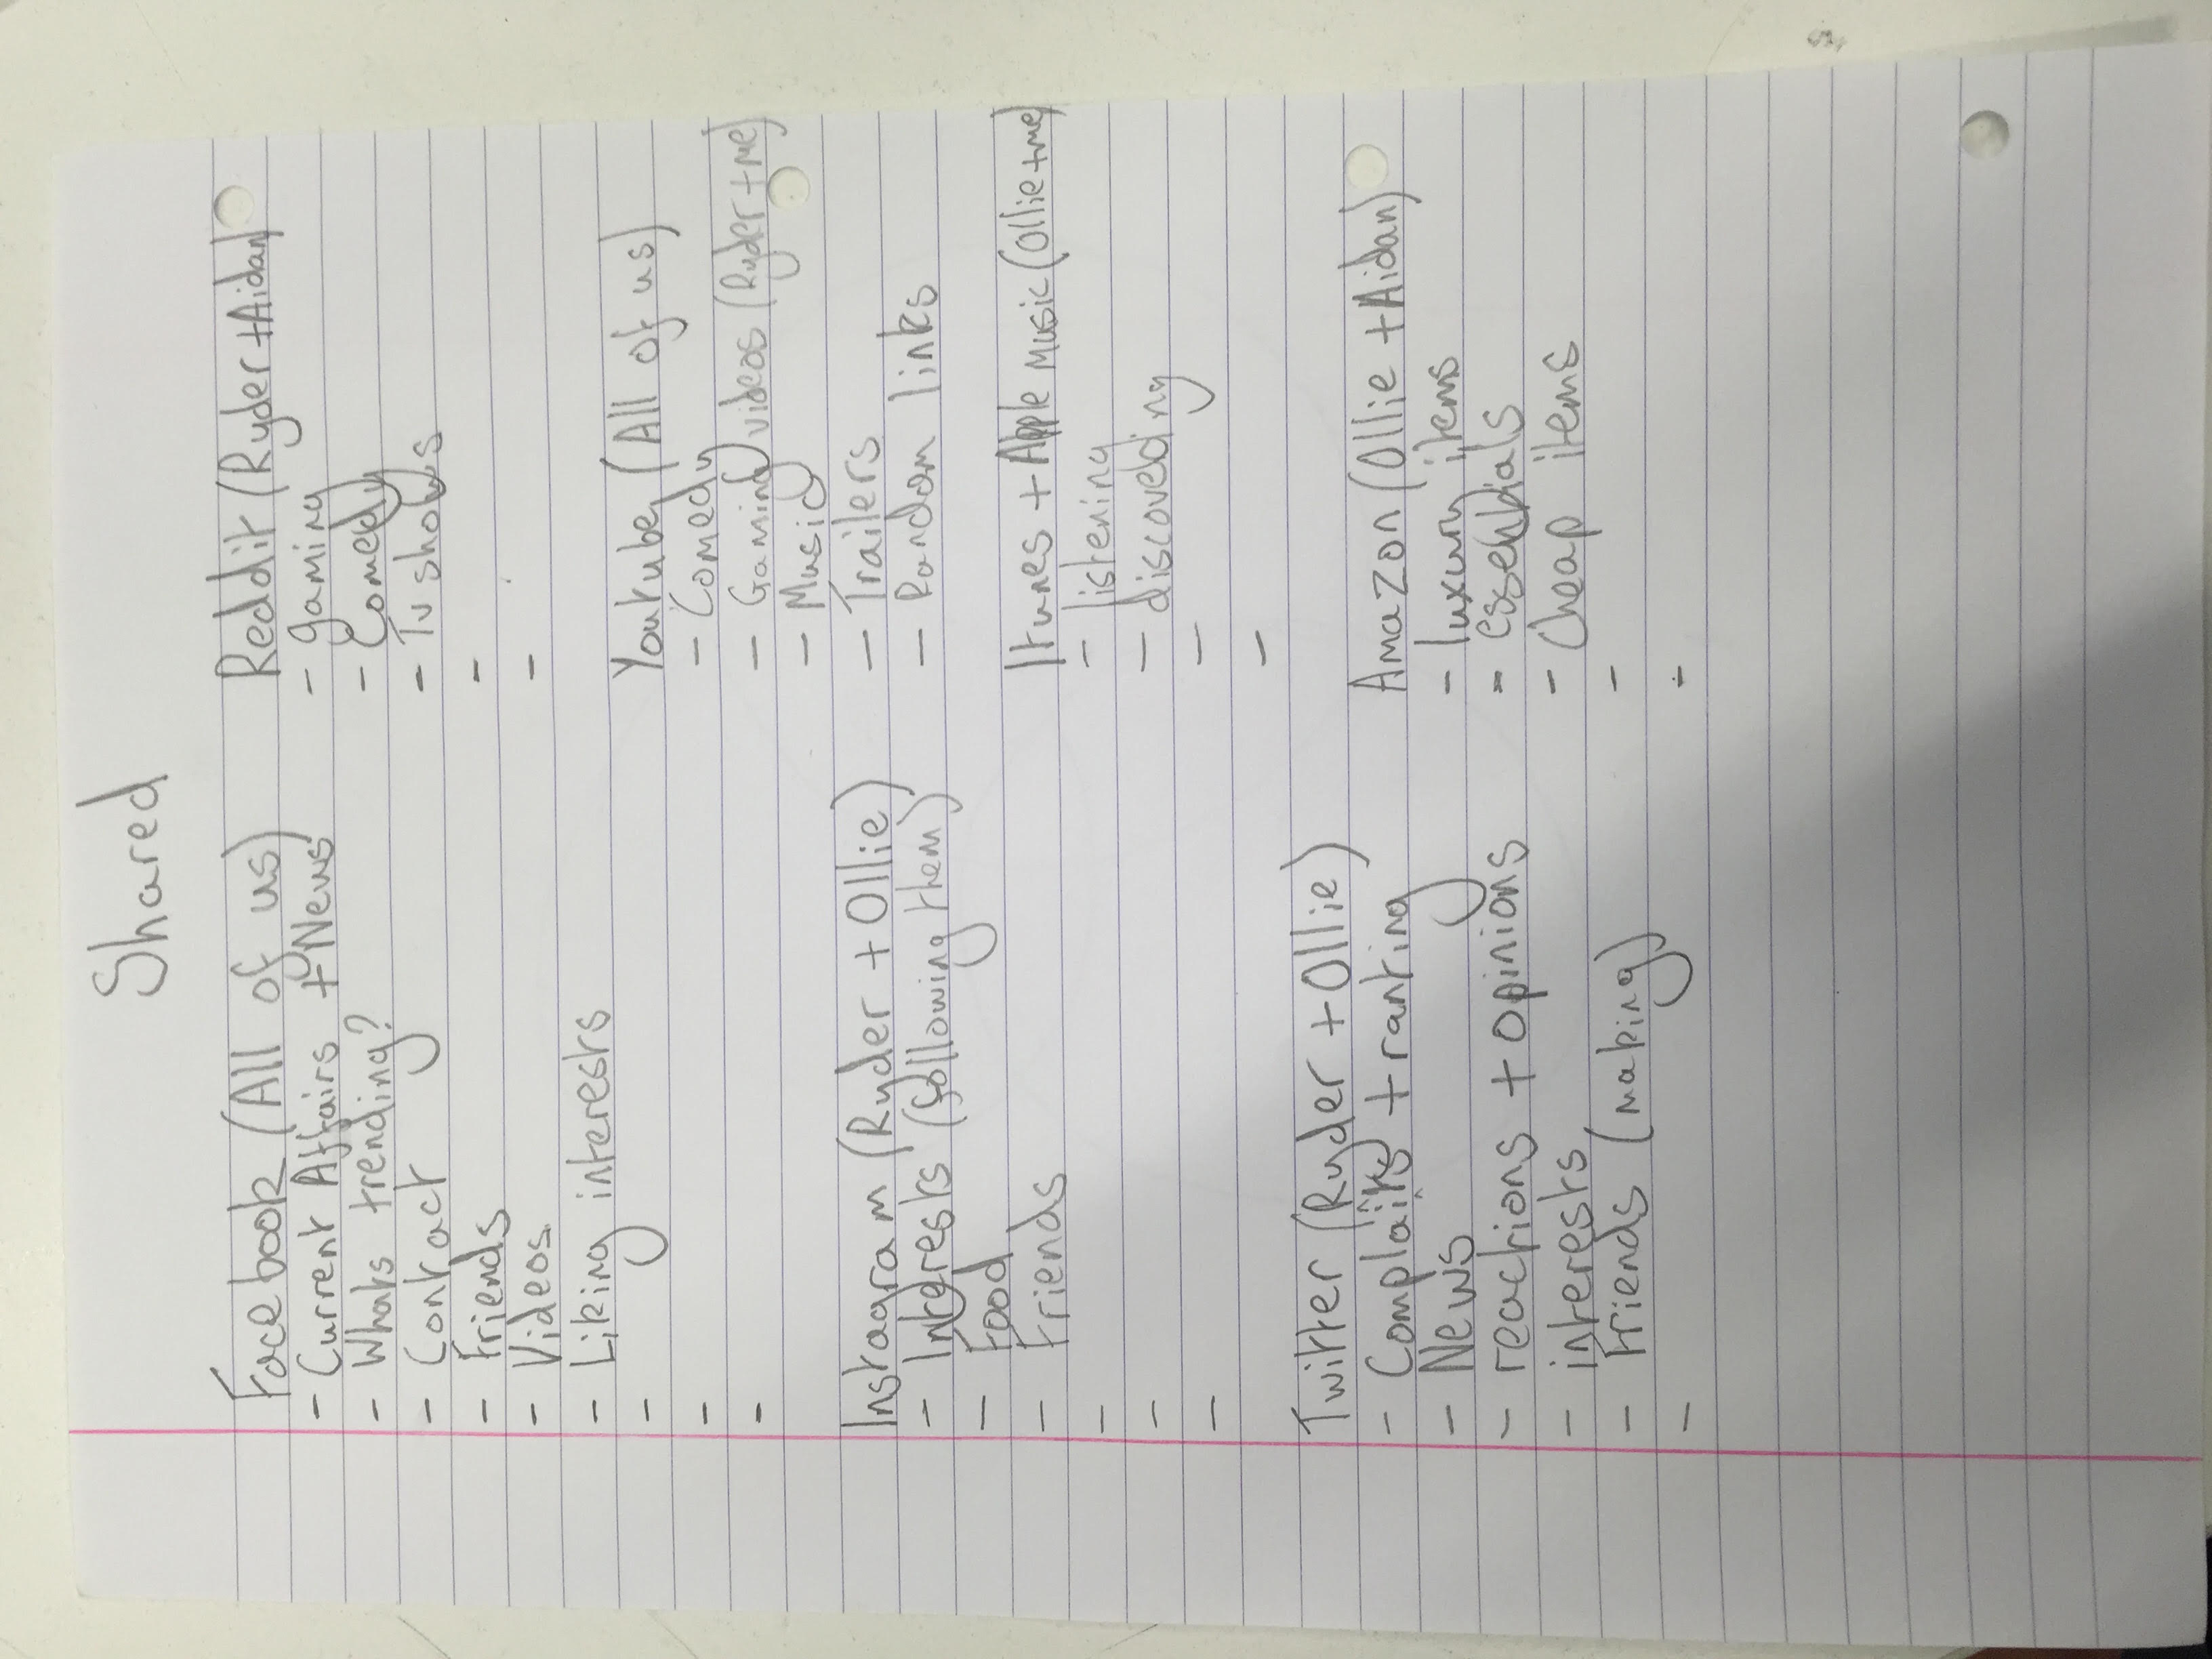 Shared
Facebook (All of us)
- Current Affairs + News
- Whats trending?
- Contact
- Friends
- Videos
- Liking interests
-
-
-
Instagram (Ryder + Ollie)
- Interests (following them)
- Food
- Friends
-
-
-
Twitter (Ryder + Ollie)
- Complaints + ranting
- News
- reactions + opinions
- interests
- Friends (making)
-
Reddit (Ryder + Aidan)
- gaming
- Comedy
- Tv shows
-
-
Youtube (All of us)
- Comedy
- Gaming videos (Ryder + me)
- Music
- Trailers
- Random links
Itunes + Apple Music (Ollie + me)
- listening
- discovering
-
-
Amazon (Ollie + Aidan)
- luxury items
- essentials
- Cheap items
-
-